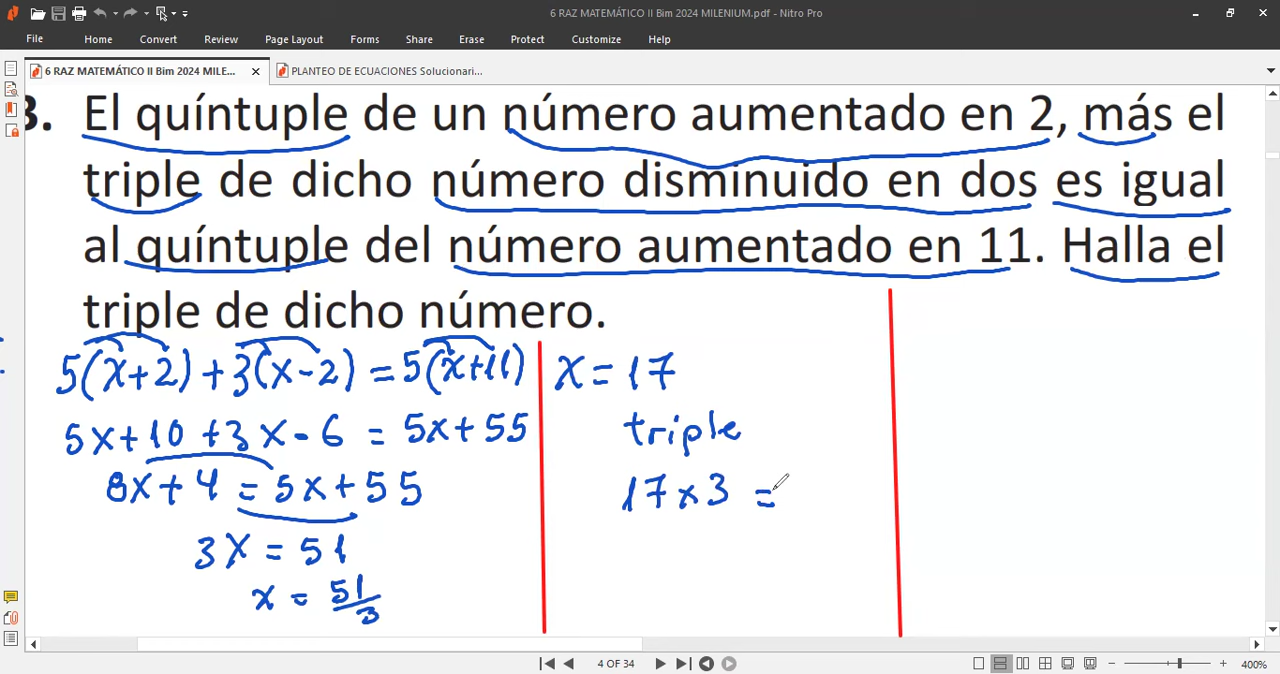 6 RAZ MATEMÁTICO II Bim 2024 MILENIUM.pdf - Nitro Pro
File Home Convert Review Page Layout Forms Share Erase Protect Customize Help
6 RAZ MATEMÁTICO II Bim 2024 MILE... PLANTEO DE ECUACIONES Solucionari...
3. El quíntuple de un número aumentado en 2, más el
triple de dicho número disminuido en dos es igual
al quíntuple del número aumentado en 11. Halla el
triple de dicho número.
5(x+2)+3(x-2)=5(x+11)
5x+10+3x-6=5x+55
8x+4=5x+55
3x=51
x=51/3
x=17
triple
17x3=
4 OF 34
400%